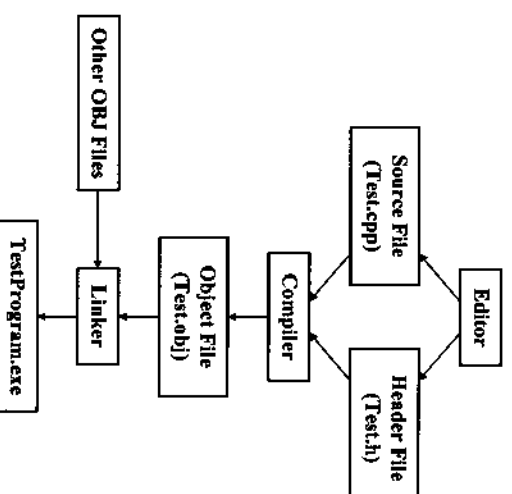 Editor
Source File
(Test.cpp)
Header File
(Test.h)
Compiler
Object File
(Test.obj)
Other OBJ Files
Linker
TestProgram.exe